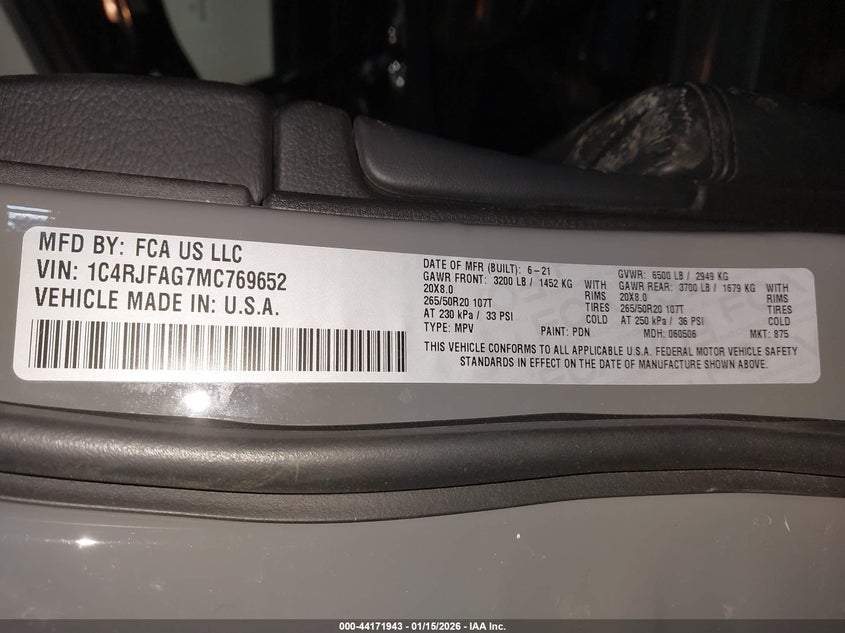 MFD BY: FCA US LLC
VIN: 1C4RJFAG7MC769652
VEHICLE MADE IN: U.S.A.
DATE OF MFR (BUILT): 6-21 GVWR: 6500 LB / 2949 KG
GAWR FRONT: 3200 LB / 1452 KG WITH GAWR REAR: 3700 LB / 1679 KG WITH
20X8.0 RIMS 20X8.0 RIMS
265/50R20 107T TIRES 265/50R20 107T TIRES
AT 230 kPa / 33 PSI COLD AT 250 kPa / 36 PSI COLD
TYPE: MPV PAINT: PDN MDH: 060506 MKT: 875
THIS VEHICLE CONFORMS TO ALL APPLICABLE U.S.A. FEDERAL MOTOR VEHICLE SAFETY
STANDARDS IN EFFECT ON THE DATE OF MANUFACTURE SHOWN ABOVE.
000-44171943 - 01/15/2026 - IAA Inc.